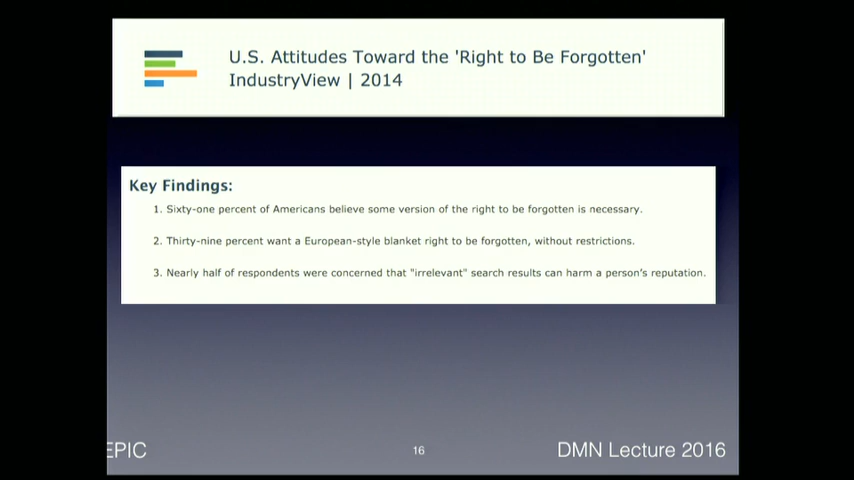 U.S. Attitudes Toward the 'Right to Be Forgotten'
IndustryView | 2014
Key Findings:
1. Sixty-one percent of Americans believe some version of the right to be forgotten is necessary.
2. Thirty-nine percent want a European-style blanket right to be forgotten, without restrictions.
3. Nearly half of respondents were concerned that "irrelevant" search results can harm a person's reputation.
EPIC
16
DMN Lecture 2016